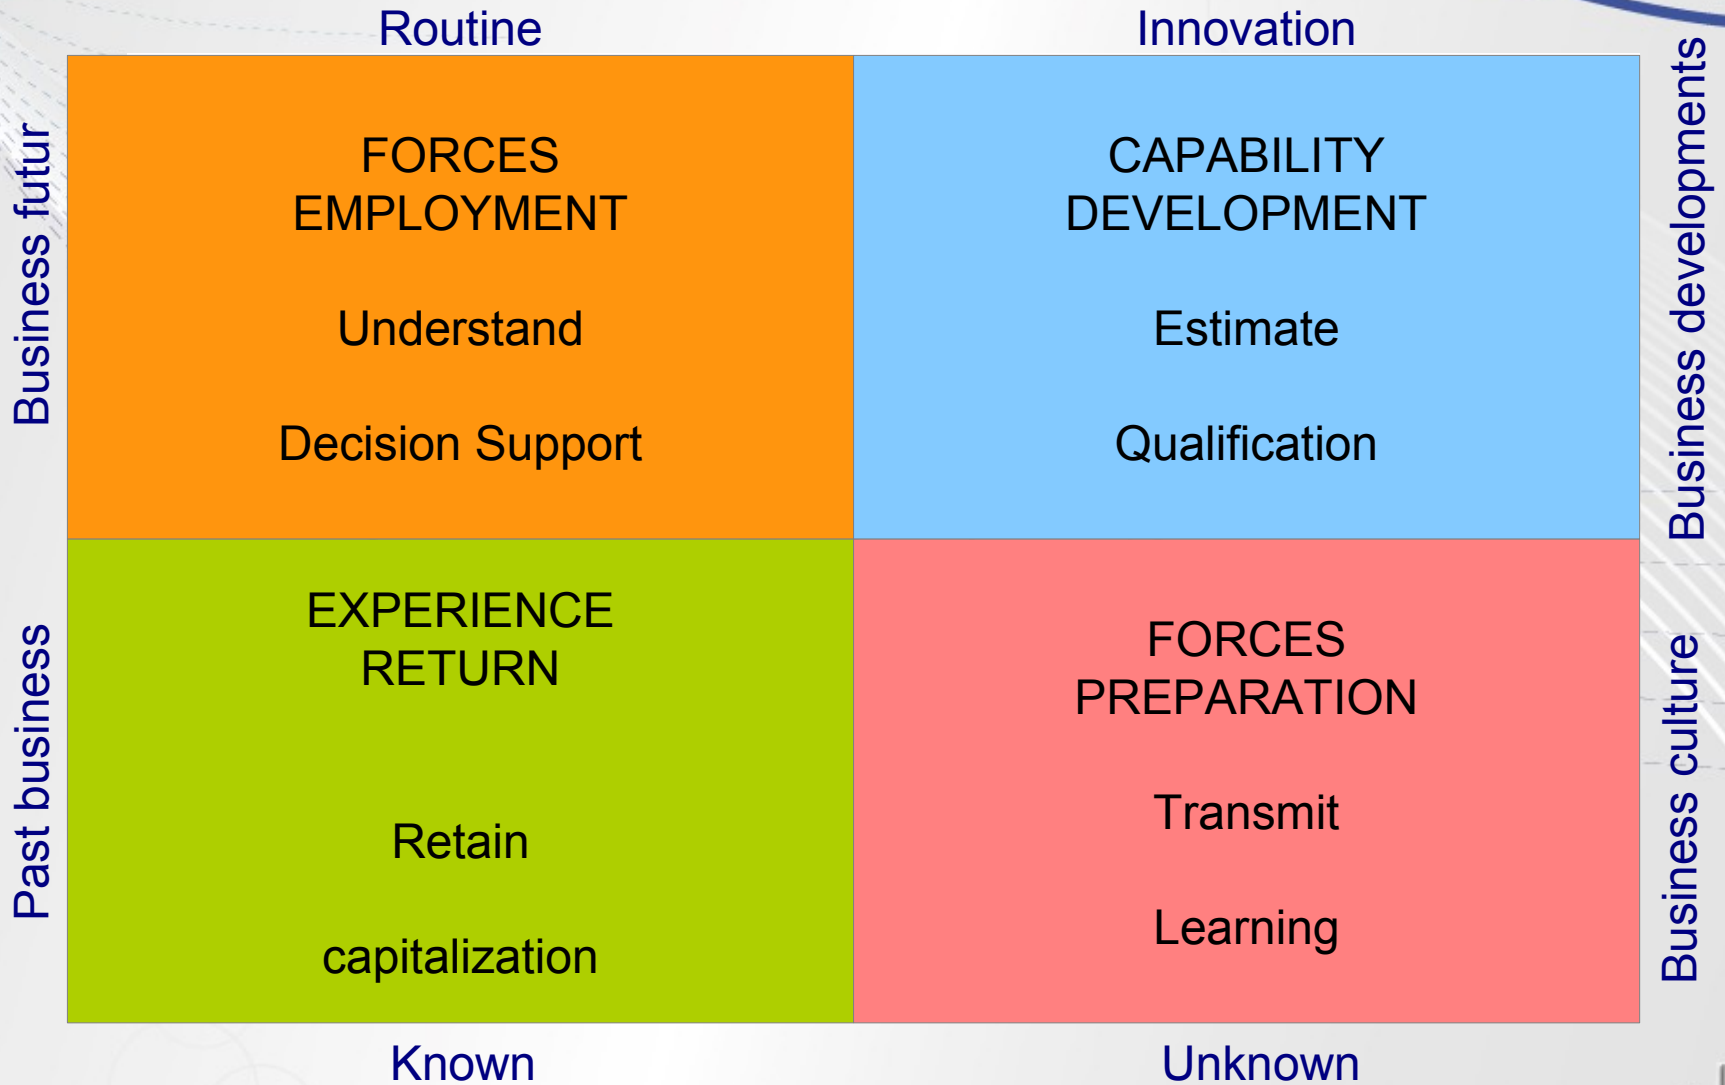 Routine
Innovation
Business futur
FORCES
EMPLOYMENT
Understand
Decision Support
CAPABILITY
DEVELOPMENT
Estimate
Qualification
Business developments
Past business
EXPERIENCE
RETURN
Retain
capitalization
FORCES
PREPARATION
Transmit
Learning
Business culture
Known
Unknown